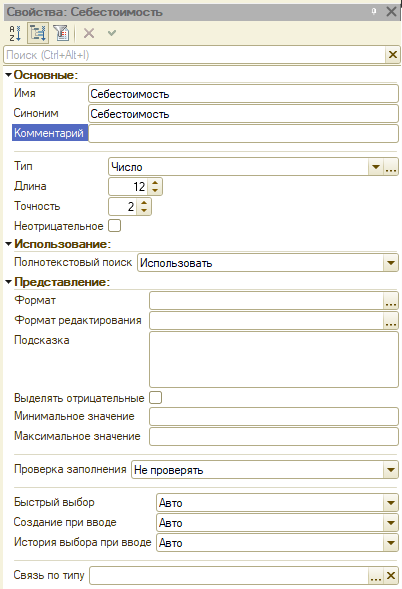 Свойства: Себестоимость
Поиск (Ctrl+Alt+I)
Основные:
Имя Себестоимость
Синоним Себестоимость
Комментарий
Тип Число
Длина 12
Точность 2
Неотрицательное
Использование:
Полнотекстовый поиск Использовать
Представление:
Формат
Формат редактирования
Подсказка
Выделять отрицательные
Минимальное значение
Максимальное значение
Проверка заполнения Не проверять
Быстрый выбор Авто
Создание при вводе Авто
История выбора при вводе Авто
Связь по типу